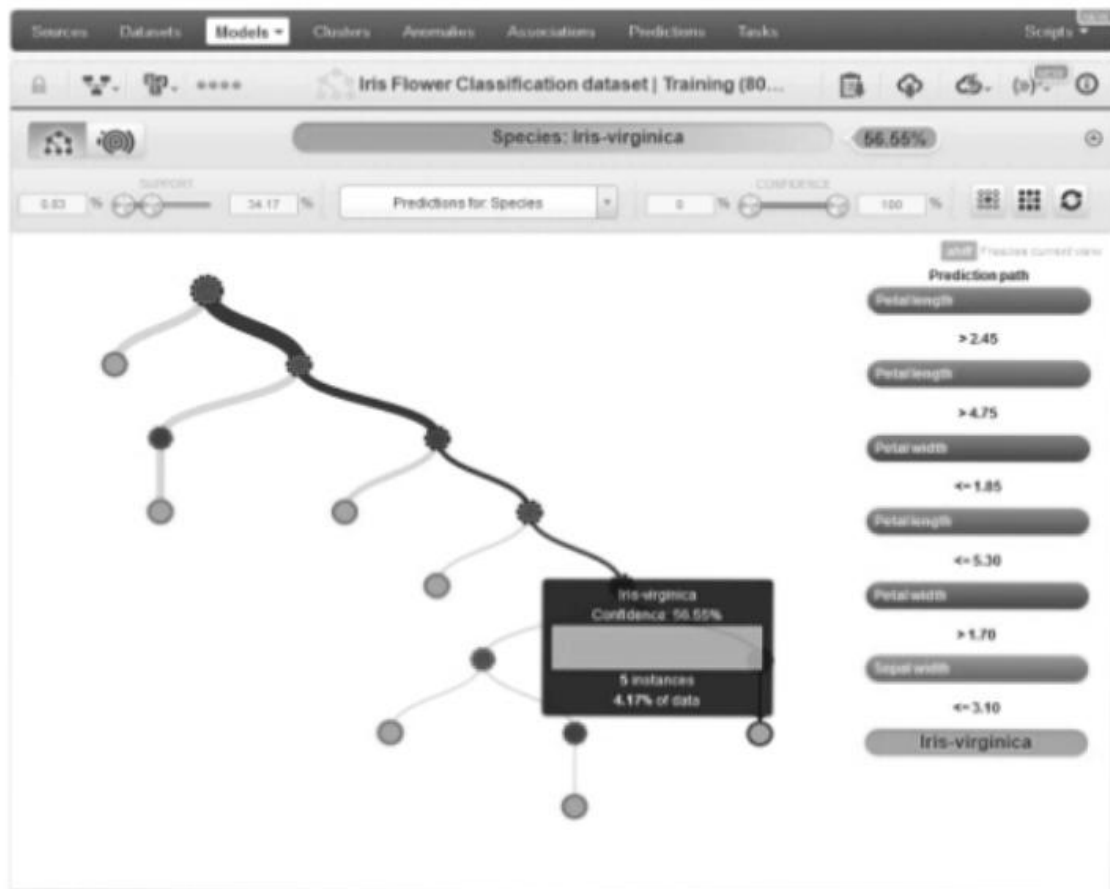 Sources Datasets Models Clusters Anomalies Associations Predictions Tasks Scripts
Iris Flower Classification dataset | Training (80...
Species: Iris-virginica 56.55%
SUPPORT CONFIDENCE
0.83 % 34.17 % Predictions for: Species 0 % 100 %
shift Freezes current view
Prediction path
Petal length
> 2.45
Petal length
> 4.75
Petal width
<= 1.85
Petal length
<= 5.30
Petal width
> 1.70
Sepal width
<= 3.10
Iris-virginica
Iris-virginica
Confidence: 56.55%
5 instances
4.17% of data